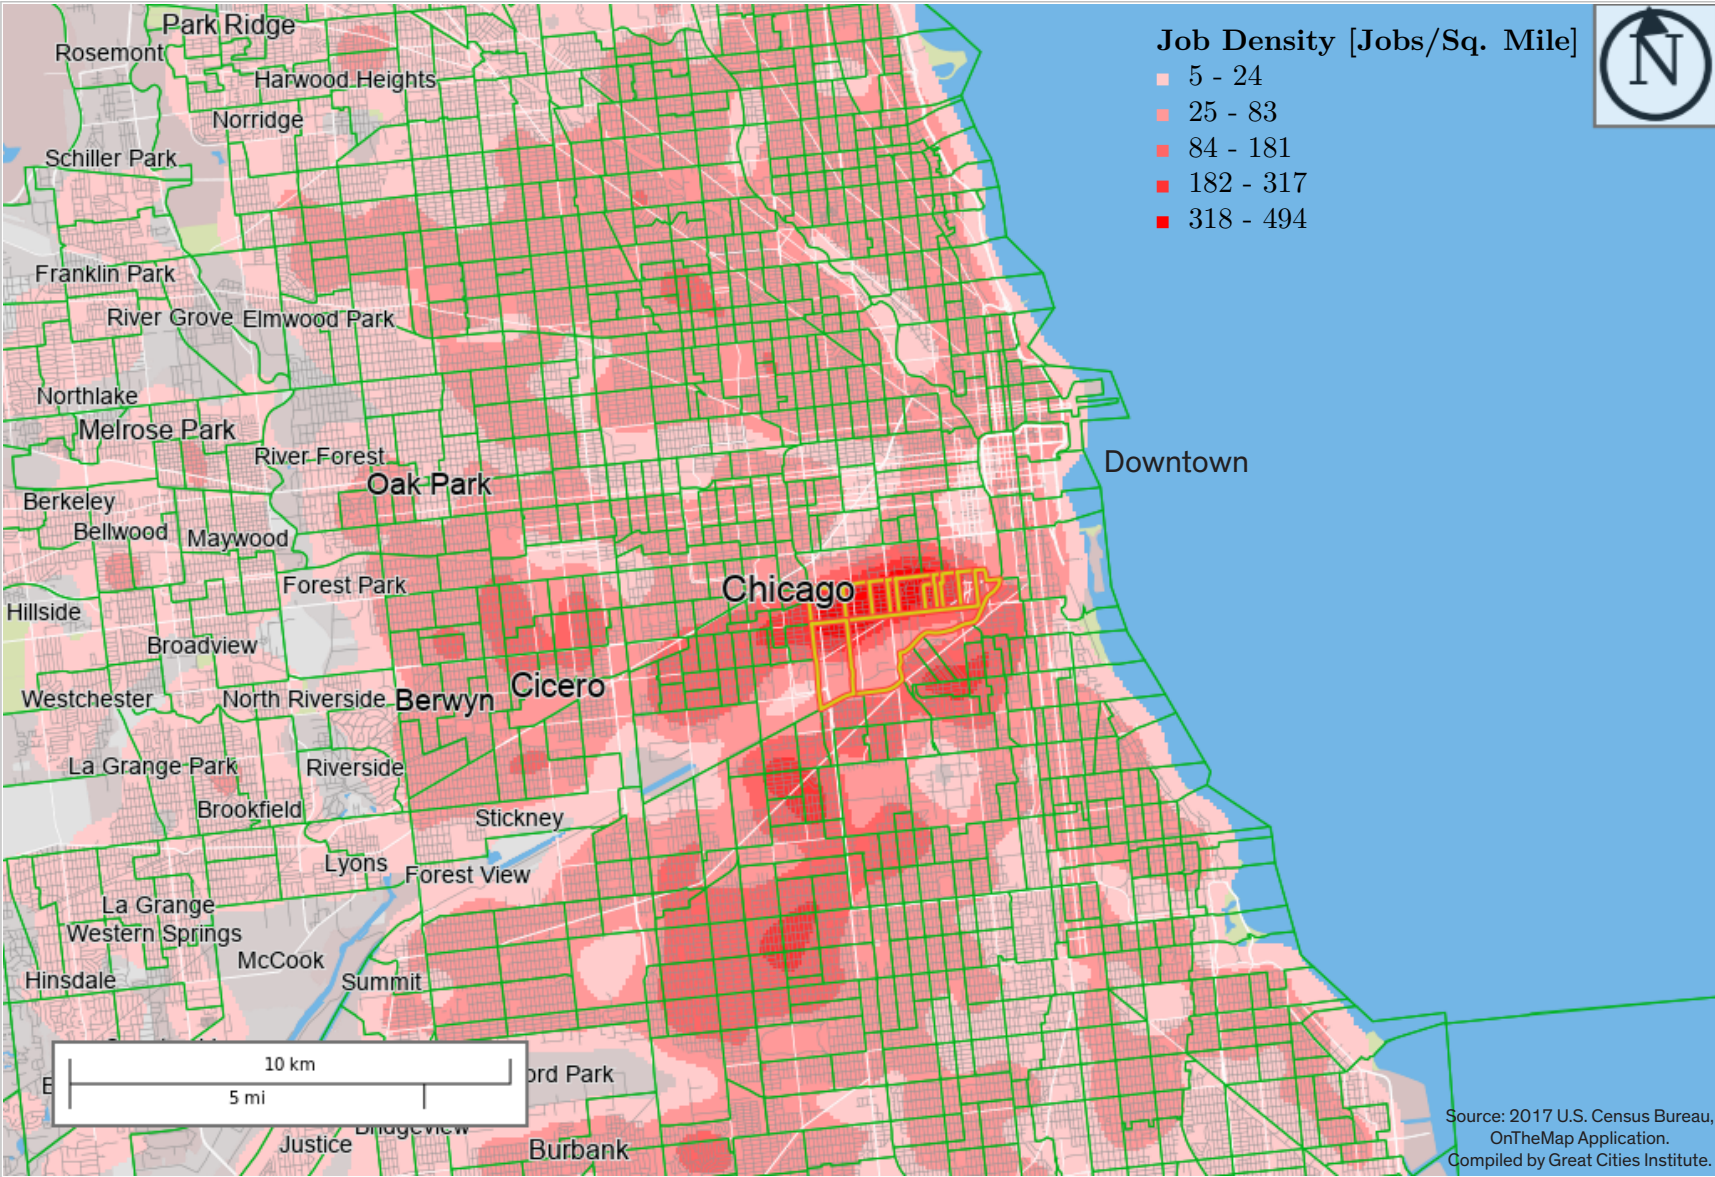 Park Ridge
Rosemont
Harwood Heights
Norridge
Schiller Park
Franklin Park
River Grove
Elmwood Park
Northlake
Melrose Park
River Forest
Oak Park
Berkeley
Bellwood
Maywood
Forest Park
Hillside
Broadview
Westchester
North Riverside
Berwyn
Cicero
Chicago
Downtown
La Grange Park
Riverside
Brookfield
Stickney
Lyons
Forest View
La Grange
Western Springs
McCook
Hinsdale
Summit
ord Park
Bridgeview
Justice
Burbank
Job Density [Jobs/Sq. Mile]
5 - 24
25 - 83
84 - 181
182 - 317
318 - 494
N
10 km
5 mi
Source: 2017 U.S. Census Bureau,
OnTheMap Application.
Compiled by Great Cities Institute.